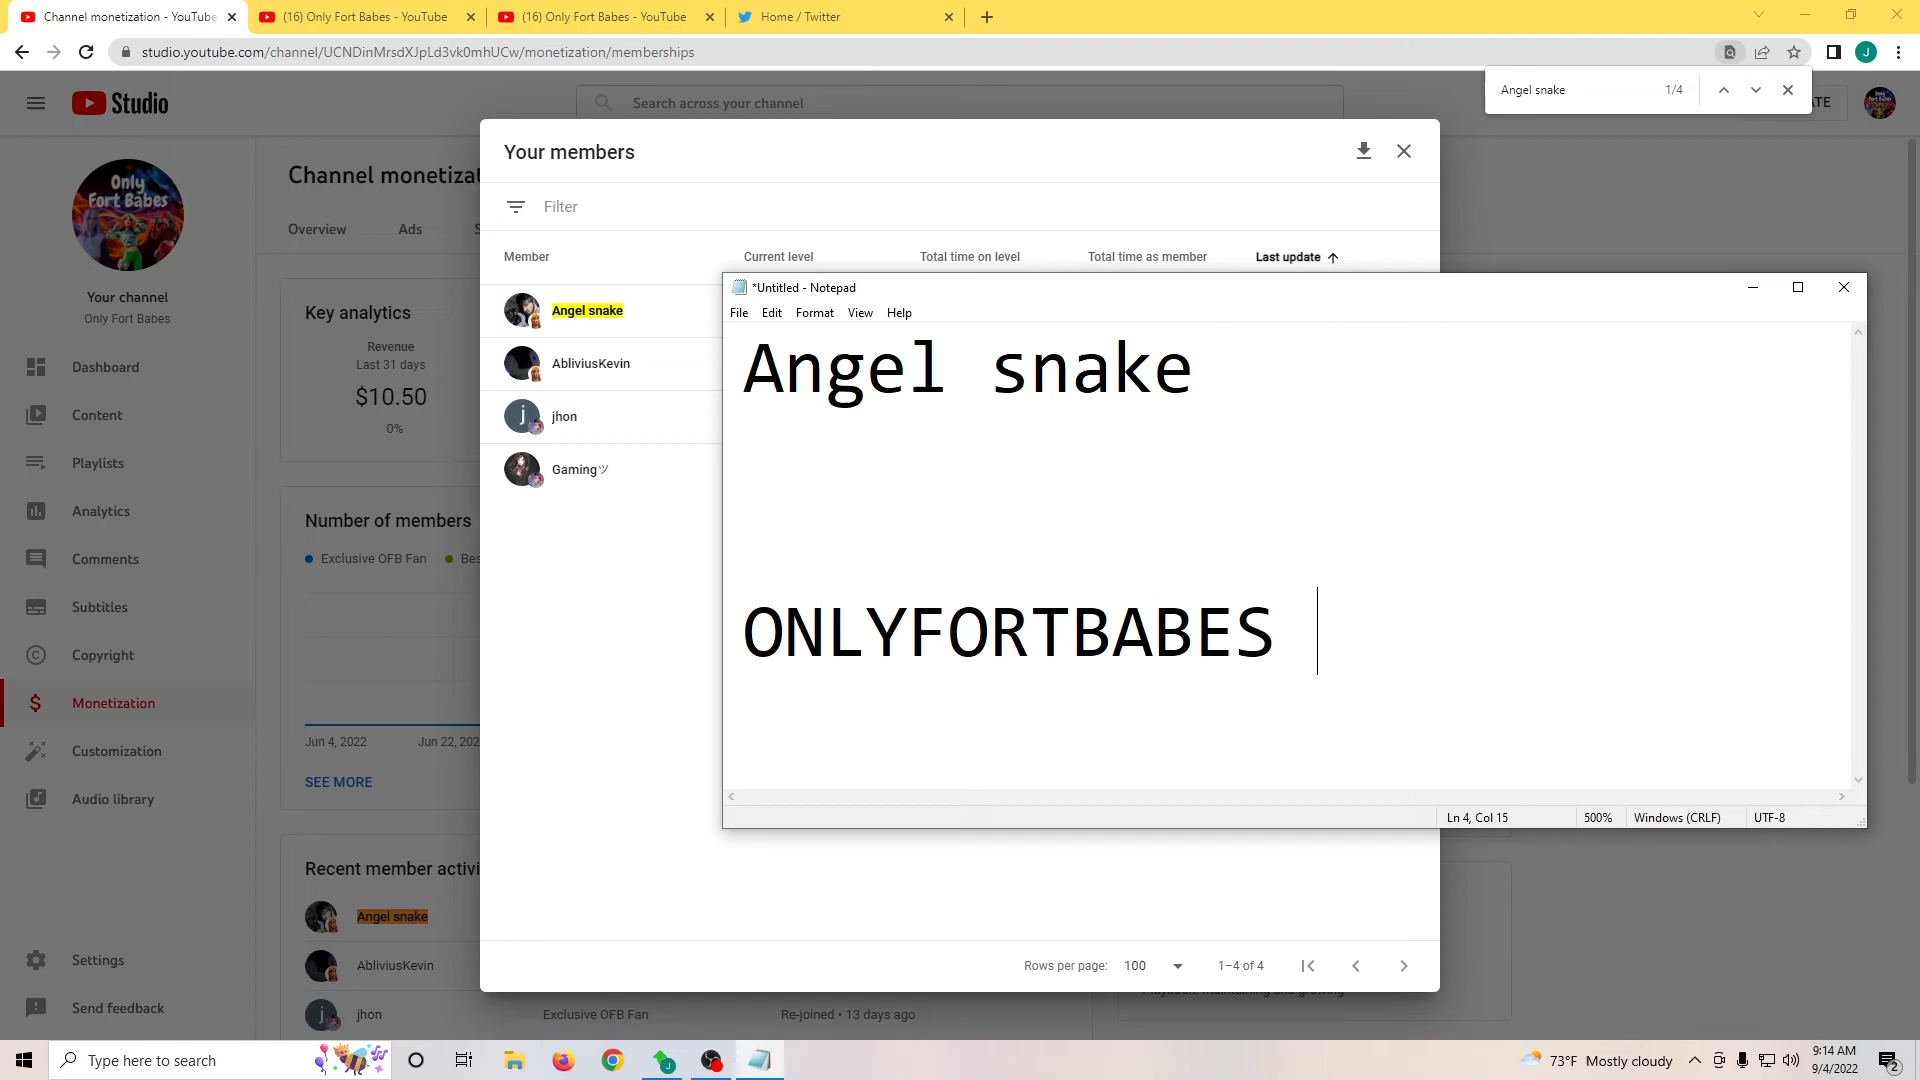 Channel monetization - YouTube
(16) Only Fort Babes - YouTube
(16) Only Fort Babes - YouTube
Home / Twitter
studio.youtube.com/channel/UCNDinMrsdXJpLd3vk0mhUCw/monetization/memberships
J
Angel snake
1/4
Studio
Search across your channel
ATE
Only Fort Babes
Your channel
Only Fort Babes
Dashboard
Content
Playlists
Analytics
Comments
Subtitles
Copyright
Monetization
Customization
Audio library
Settings
Send feedback
Channel monetizat
Overview
Ads
S
Key analytics
Revenue
Last 31 days
$10.50
0%
Number of members
Exclusive OFB Fan
Bes
Jun 4, 2022
Jun 22, 202
SEE MORE
Recent member activi
Angel snake
AbliviusKevin
jhon
Exclusive OFB Fan
Re-joined • 13 days ago
Your members
Filter
Member
Current level
Total time on level
Total time as member
Last update
Angel snake
AbliviusKevin
j
jhon
Gamingツ
Rows per page:
100
1–4 of 4
*Untitled - Notepad
File
Edit
Format
View
Help
Angel snake
ONLYFORTBABES
Ln 4, Col 15
500%
Windows (CRLF)
UTF-8
Type here to search
73°F Mostly cloudy
9:14 AM
9/4/2022
2